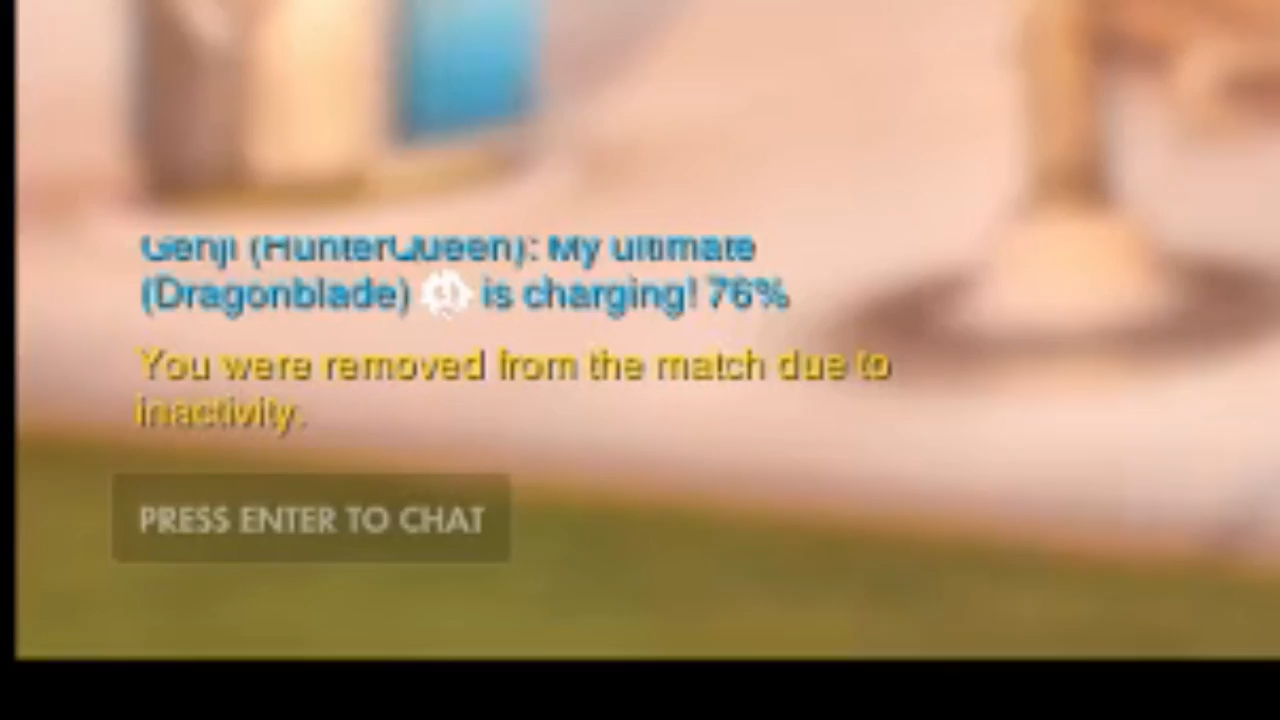 Genji (HunterQueen): My ultimate
(Dragonblade) is charging! 76%
You were removed from the match due to
inactivity.
PRESS ENTER TO CHAT